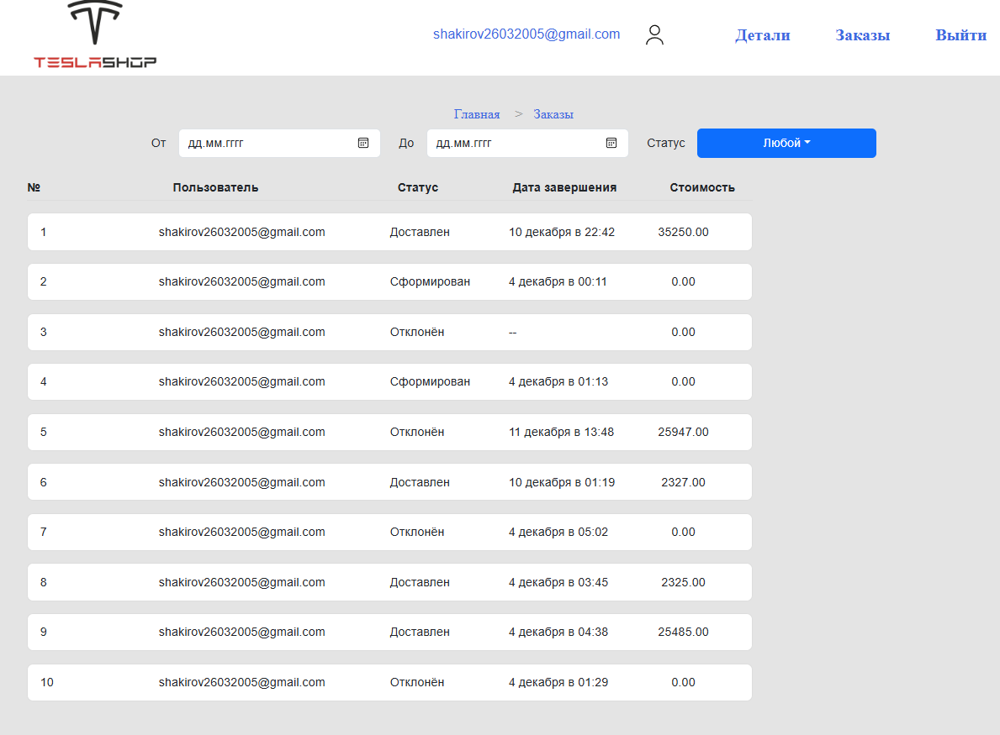 shakirov26032005@gmail.com Детали Заказы Выйти
TESLASHOP
Главная > Заказы
От дд.мм.гггг До дд.мм.гггг Статус Любой
№ Пользователь Статус Дата завершения Стоимость
1 shakirov26032005@gmail.com Доставлен 10 декабря в 22:42 35250.00
2 shakirov26032005@gmail.com Сформирован 4 декабря в 00:11 0.00
3 shakirov26032005@gmail.com Отклонён -- 0.00
4 shakirov26032005@gmail.com Сформирован 4 декабря в 01:13 0.00
5 shakirov26032005@gmail.com Отклонён 11 декабря в 13:48 25947.00
6 shakirov26032005@gmail.com Доставлен 10 декабря в 01:19 2327.00
7 shakirov26032005@gmail.com Отклонён 4 декабря в 05:02 0.00
8 shakirov26032005@gmail.com Доставлен 4 декабря в 03:45 2325.00
9 shakirov26032005@gmail.com Доставлен 4 декабря в 04:38 25485.00
10 shakirov26032005@gmail.com Отклонён 4 декабря в 01:29 0.00